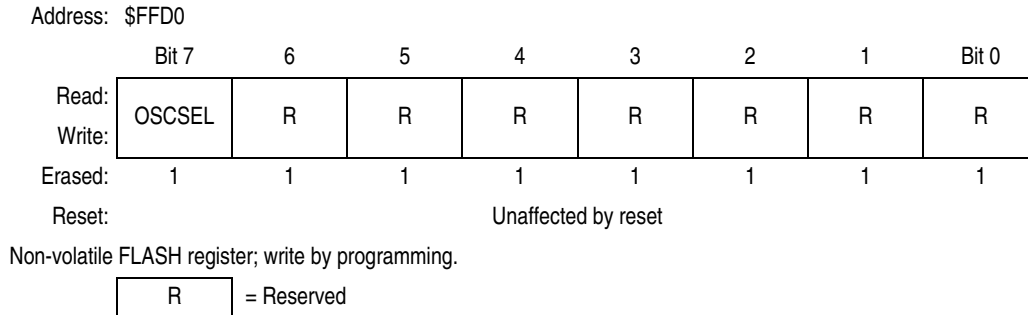 Address: $FFD0
Bit 7 6 5 4 3 2 1 Bit 0
Read:
OSCSEL R R R R R R R
Write:
Erased: 1 1 1 1 1 1 1 1
Reset: Unaffected by reset
Non-volatile FLASH register; write by programming.
R = Reserved